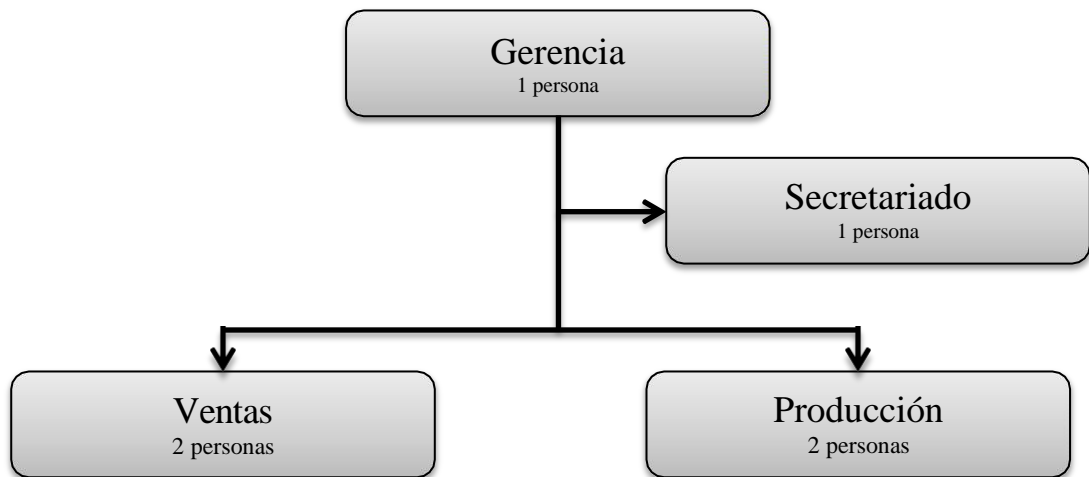 Gerencia
1 persona
Secretariado
1 persona
Ventas
2 personas
Producción
2 personas